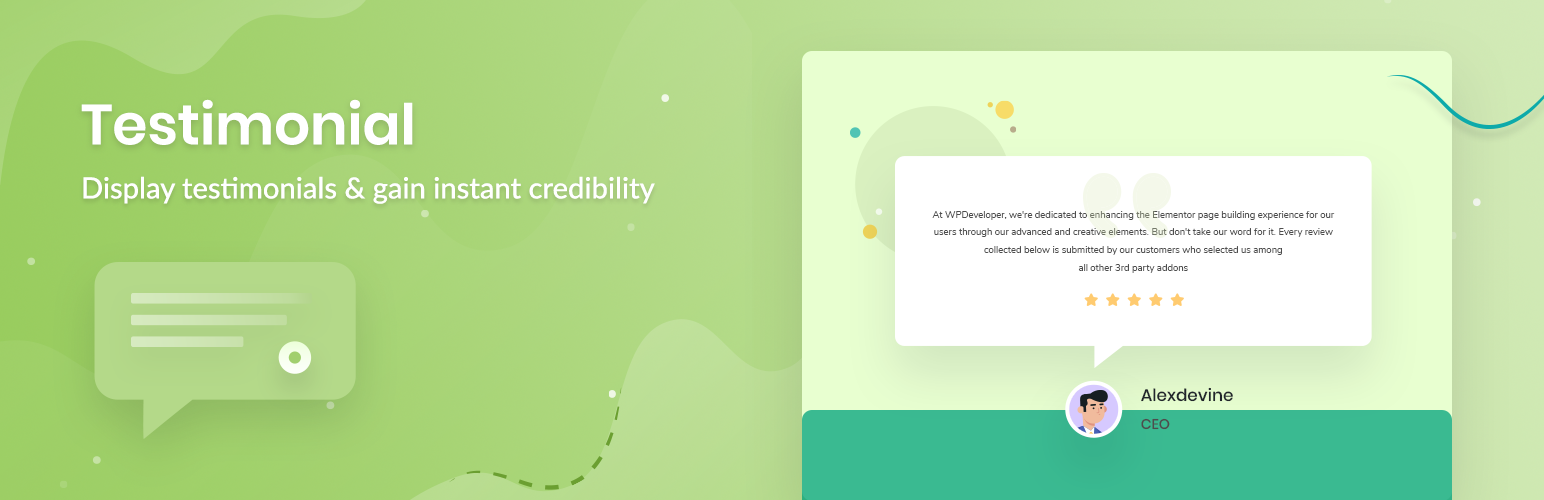 Testimonial
Display testimonials & gain instant credibility
At WPDeveloper, we're dedicated to enhancing the Elementor page building experience for our
users through our advanced and creative elements. But don't take our word for it. Every review
collected below is submitted by our customers who selected us among
all other 3rd party addons
Alexdevine
CEO